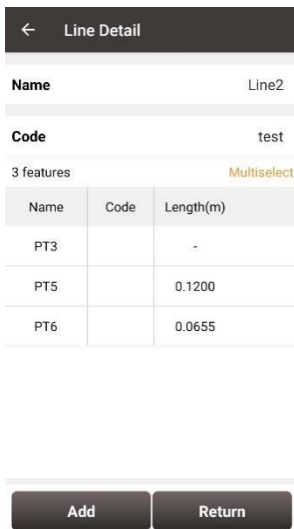 ← Line Detail
Name Line2
Code test
3 features Multiselect
Name Code Length(m)
PT3 -
PT5 0.1200
PT6 0.0655
Add Return